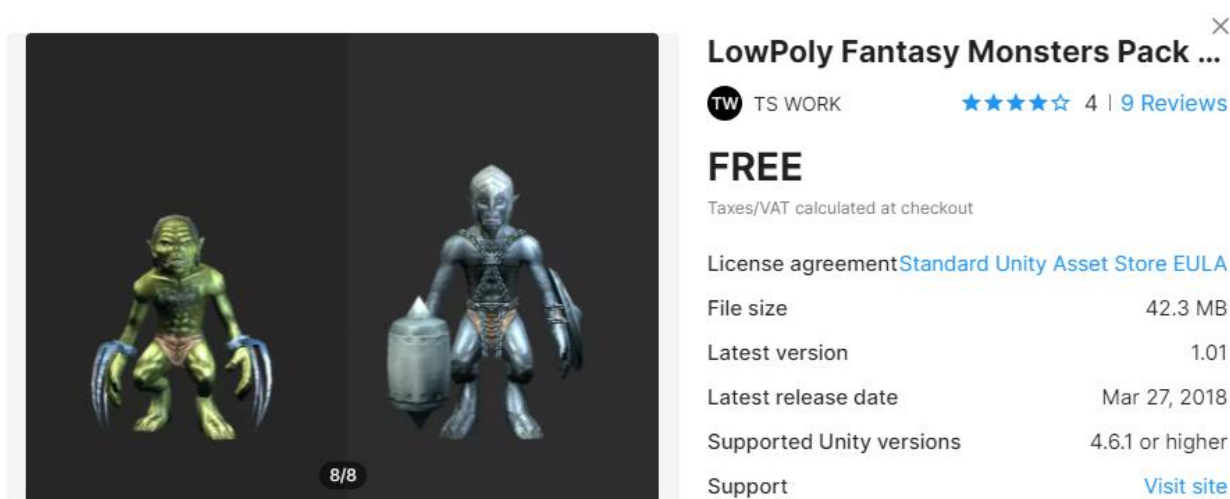 LowPoly Fantasy Monsters Pack ...
TW TS WORK 4 | 9 Reviews
FREE
Taxes/VAT calculated at checkout
License agreement Standard Unity Asset Store EULA
File size 42.3 MB
Latest version 1.01
Latest release date Mar 27, 2018
Supported Unity versions 4.6.1 or higher
Support Visit site
8/8